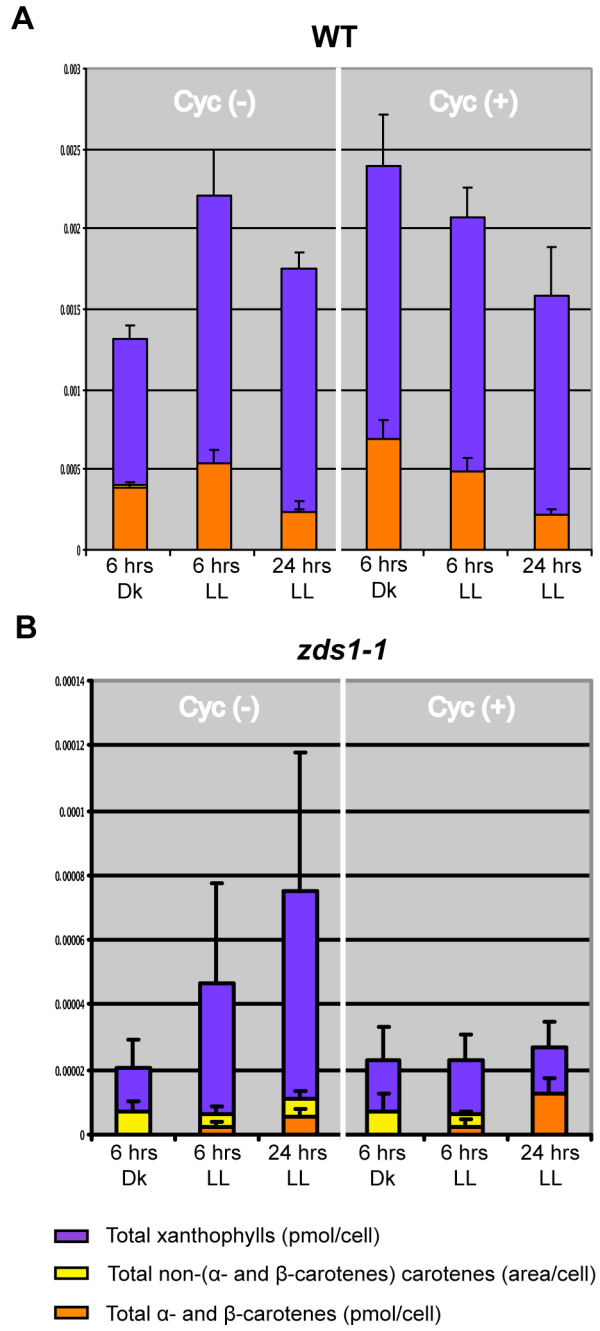 A
WT
Cyc (-)
Cyc (+)
0.003
0.0025
0.002
0.0015
0.001
0.0005
0
6 hrs Dk
6 hrs LL
24 hrs LL
6 hrs Dk
6 hrs LL
24 hrs LL
B
zds1-1
Cyc (-)
Cyc (+)
0.00014
0.00012
0.0001
0.00008
0.00006
0.00004
0.00002
0
6 hrs Dk
6 hrs LL
24 hrs LL
6 hrs Dk
6 hrs LL
24 hrs LL
Total xanthophylls (pmol/cell)
Total non-(α- and β-carotenes) carotenes (area/cell)
Total α- and β-carotenes (pmol/cell)